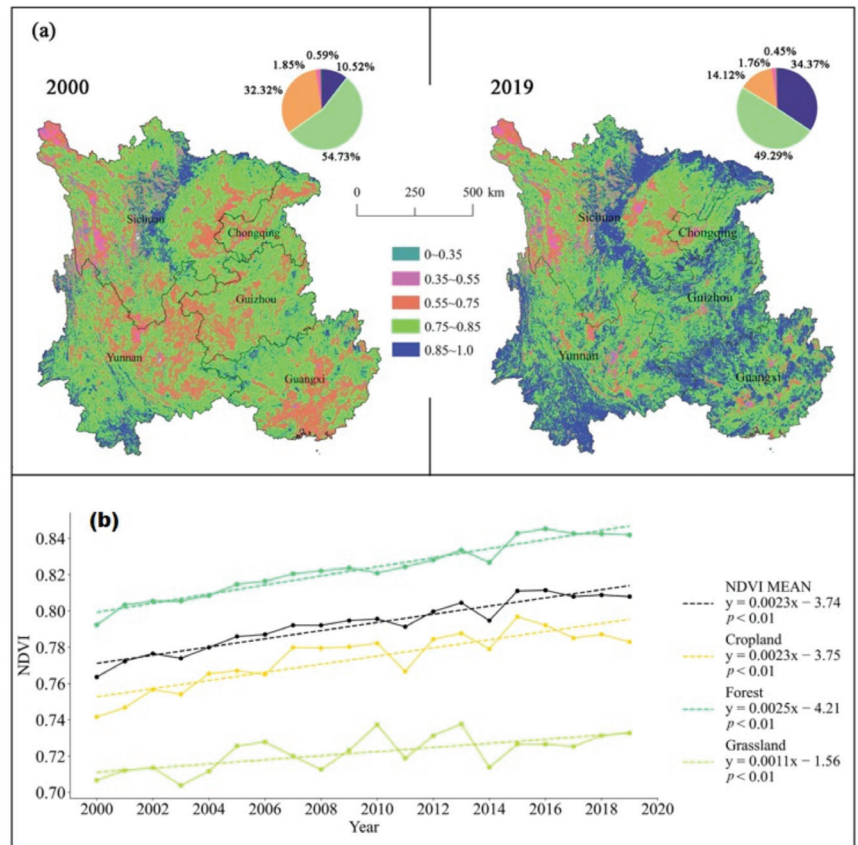 (a)
2000
0.59%
1.85%
10.52%
32.32%
54.73%
2019
0.45%
1.76%
34.37%
14.12%
49.29%
0 250 500 km
Sichuan
Chongqing
Guizhou
Yunnan
Guangxi
0~0.35
0.35~0.55
0.55~0.75
0.75~0.85
0.85~1.0
Sichuan
Chongqing
Guizhou
Yunnan
Guangxi
(b)
NDVI
0.84
0.82
0.80
0.78
0.76
0.74
0.72
0.70
2000 2002 2004 2006 2008 2010 2012 2014 2016 2018 2020
Year
NDVI MEAN
y = 0.0023x − 3.74
p < 0.01
Cropland
y = 0.0023x − 3.75
p < 0.01
Forest
y = 0.0025x − 4.21
p < 0.01
Grassland
y = 0.0011x − 1.56
p < 0.01